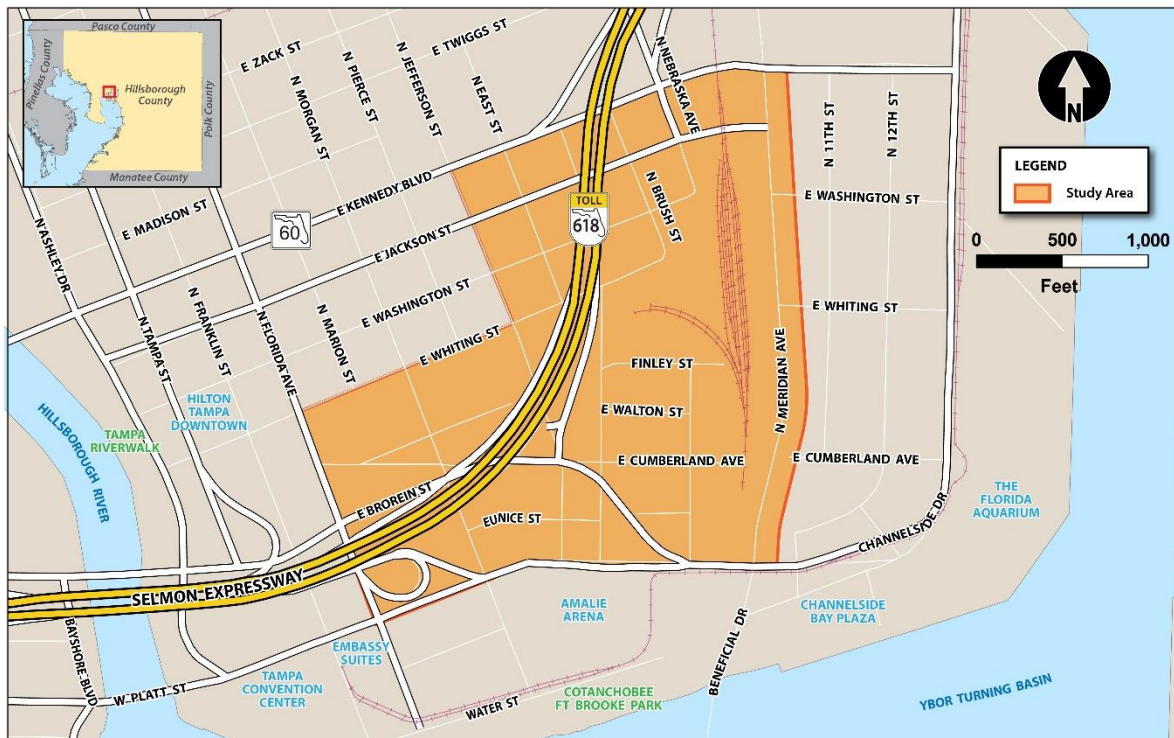 Pasco County
Pinellas County
Hillsborough
County
Polk County
Manatee County
E ZACK ST
E TWIGGS ST
N MORGAN ST
N PIERCE ST
N JEFFERSON ST
N EAST ST
N NEBRASKA AVE
N 11TH ST
N 12TH ST
N
LEGEND
Study Area
0 500 1,000
Feet
E MADISON ST
N ASHLEY DR
60
E KENNEDY BLVD
E JACKSON ST
TOLL
618
N BRUSH ST
E WASHINGTON ST
N TAMPA ST
N FRANKLIN ST
N FLORIDA AVE
N MARION ST
E WASHINGTON ST
E WHITING ST
E WHITING ST
N MERIDIAN AVE
FINLEY ST
E WALTON ST
E CUMBERLAND AVE
E CUMBERLAND AVE
HILTON
TAMPA
DOWNTOWN
TAMPA
RIVERWALK
HILLSBOROUGH
RIVER
E BROREIN ST
EUNICE ST
THE
FLORIDA
AQUARIUM
CHANNELSIDE DR
SELMON EXPRESSWAY
BAYSHORE BLVD
W PLATT ST
TAMPA
CONVENTION
CENTER
EMBASSY
SUITES
AMALIE
ARENA
CHANNELSIDE
BAY PLAZA
BENEFICIAL DR
WATER ST
COTANCHOBEE
FT BROOKE PARK
YBOR TURNING BASIN